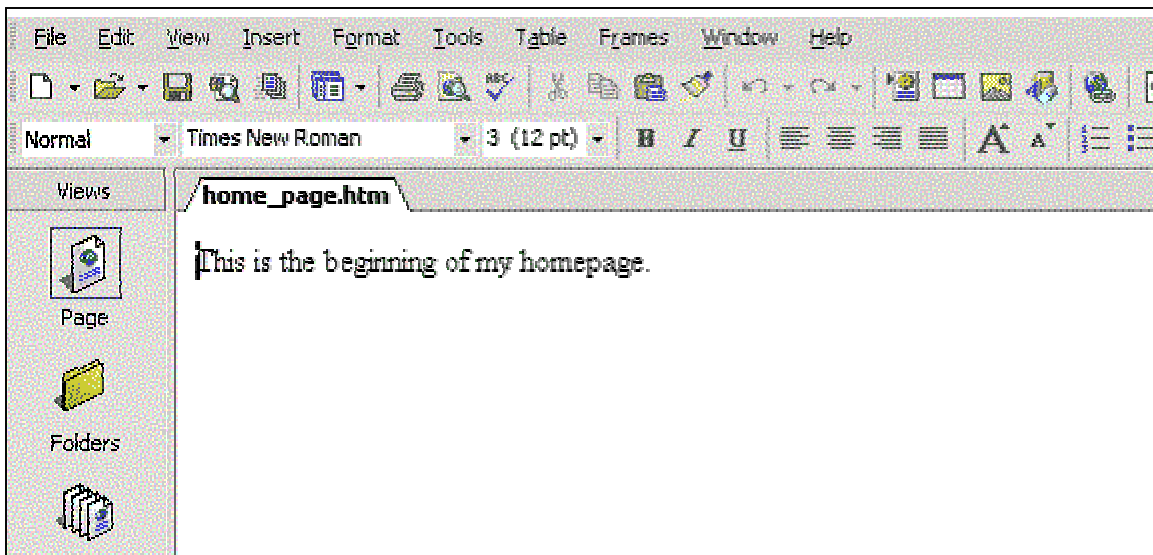 File Edit View Insert Format Tools Table Frames Window Help
ABC
Normal Times New Roman 3 (12 pt) B I U A A
Views home_page.htm
This is the beginning of my homepage.
Page
Folders